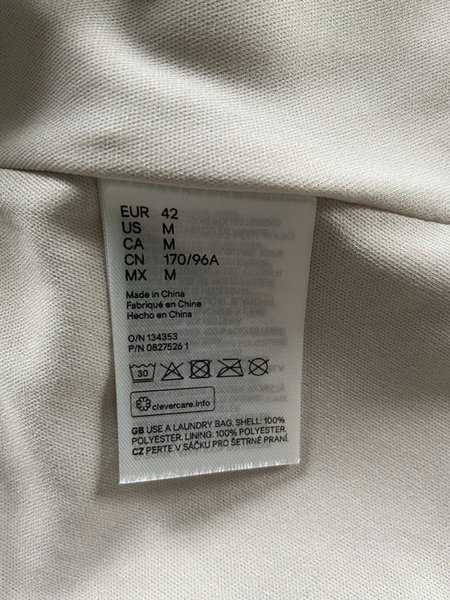 EUR 42
US M
CA M
CN 170/96A
MX M
Made in China
Fabriqué en Chine
Hecho en China
O/N 134353
P/N 0827526 1
30
clevercare.info
GB USE A LAUNDRY BAG. SHELL: 100%
POLYESTER. LINING. 100% POLYESTER.
CZ PERTE V SÁČKU PRO ŠETRNÉ PRANÍ.